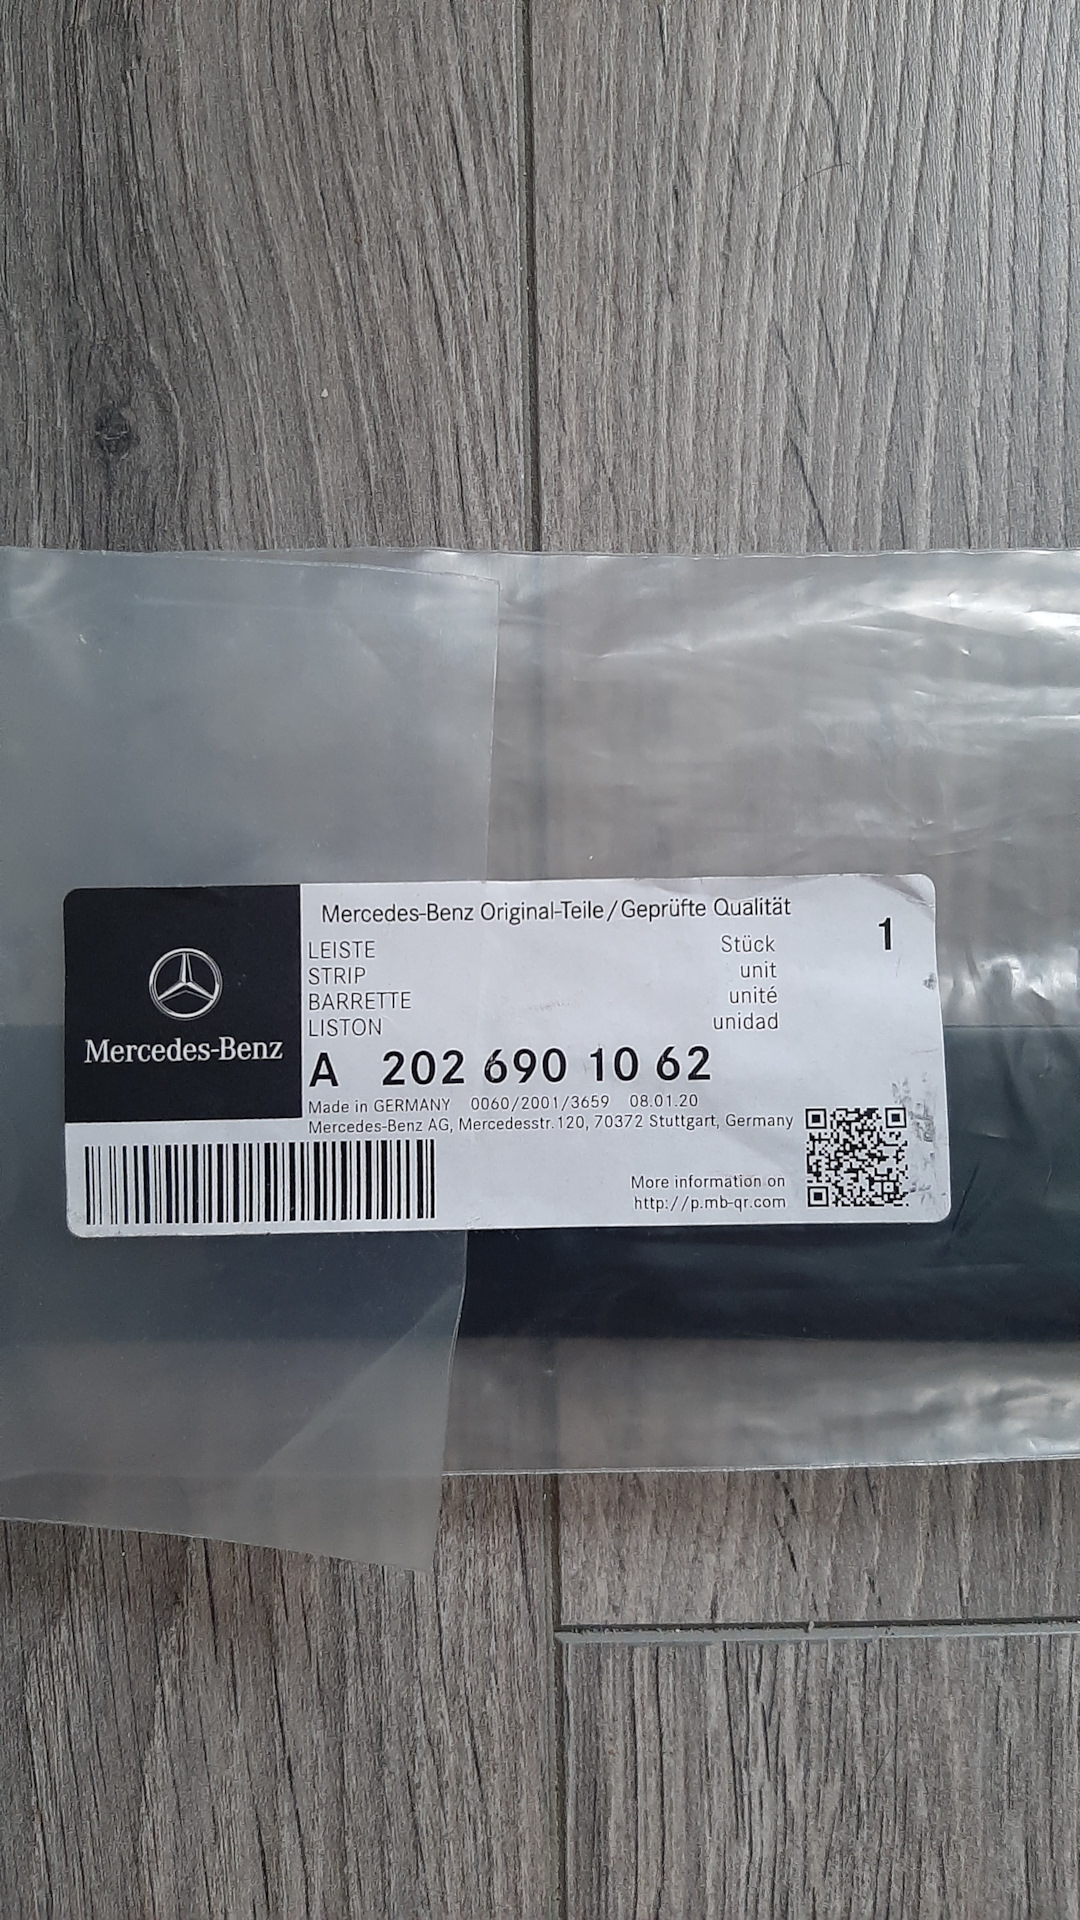 Mercedes-Benz Original-Teile/Geprüfte Qualität
1
LEISTE Stück
STRIP unit
BARRETTE unité
LISTON unidad
Mercedes-Benz
A 202 690 10 62
Made in GERMANY 0060/2001/3659 08.01.20
Mercedes-Benz AG, Mercedesstr.120, 70372 Stuttgart, Germany
More information on
http://p.mb-qr.com